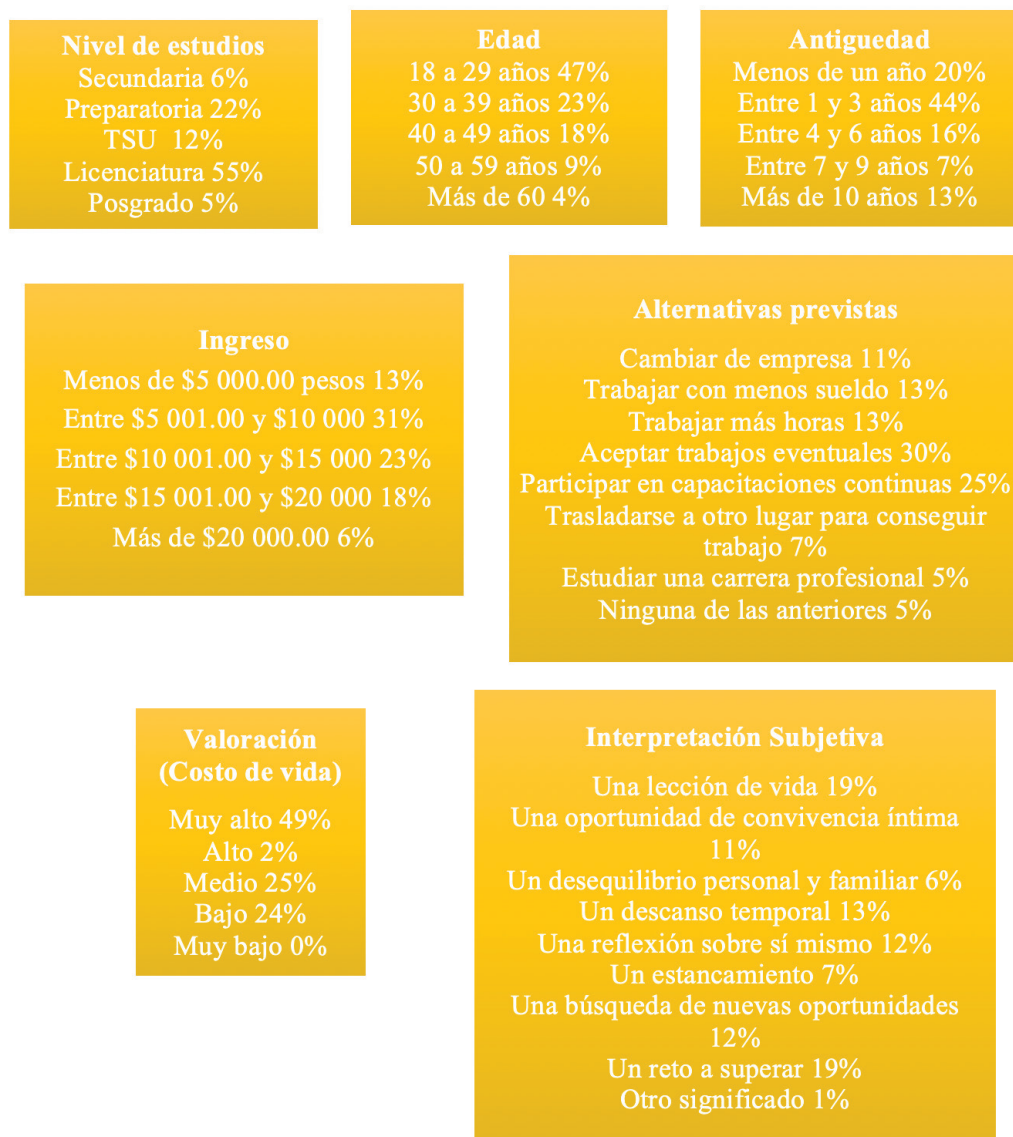 Nivel de estudios
Secundaria 6%
Preparatoria 22%
TSU 12%
Licenciatura 55%
Posgrado 5%
Edad
18 a 29 años 47%
30 a 39 años 23%
40 a 49 años 18%
50 a 59 años 9%
Más de 60 4%
Antiguedad
Menos de un año 20%
Entre 1 y 3 años 44%
Entre 4 y 6 años 16%
Entre 7 y 9 años 7%
Más de 10 años 13%
Ingreso
Menos de $5 000.00 pesos 13%
Entre $5 001.00 y $10 000 31%
Entre $10 001.00 y $15 000 23%
Entre $15 001.00 y $20 000 18%
Más de $20 000.00 6%
Alternativas previstas
Cambiar de empresa 11%
Trabajar con menos sueldo 13%
Trabajar más horas 13%
Aceptar trabajos eventuales 30%
Participar en capacitaciones continuas 25%
Trasladarse a otro lugar para conseguir
trabajo 7%
Estudiar una carrera profesional 5%
Ninguna de las anteriores 5%
Valoración
(Costo de vida)
Muy alto 49%
Alto 2%
Medio 25%
Bajo 24%
Muy bajo 0%
Interpretación Subjetiva
Una lección de vida 19%
Una oportunidad de convivencia íntima
11%
Un desequilibrio personal y familiar 6%
Un descanso temporal 13%
Una reflexión sobre sí mismo 12%
Un estancamiento 7%
Una búsqueda de nuevas oportunidades
12%
Un reto a superar 19%
Otro significado 1%